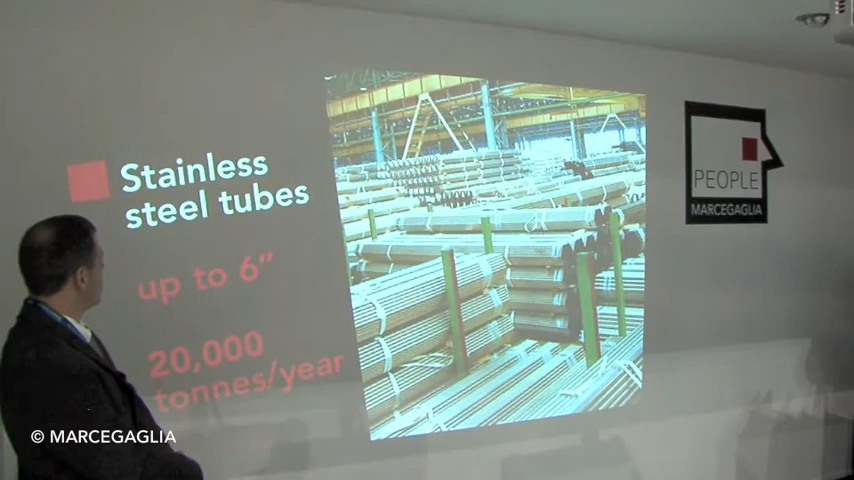 Stainless
steel tubes
up to 6”
20,000
tonnes/year
PEOPLE
MARCEGAGLIA
© MARCEGAGLIA